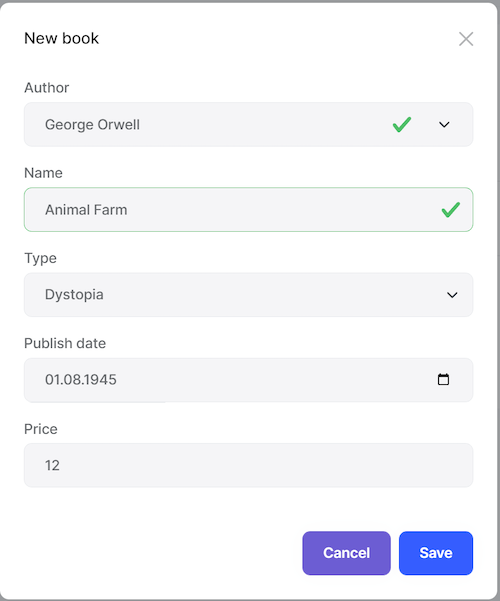 New book
Author
George Orwell
Name
Animal Farm
Type
Dystopia
Publish date
01.08.1945
Price
12
Cancel Save